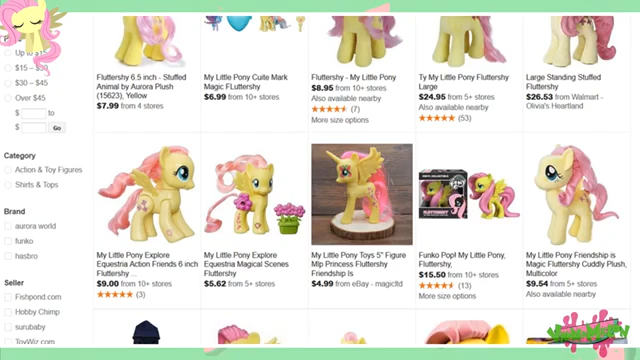 Up to $15
$15 – $30
$30 – $45
Over $45
$ to
$ Go
Category
Action & Toy Figures
Shirts & Tops
Brand
aurora world
funko
hasbro
Seller
Fishpond.com
Hobby Chimp
surubaby
ToyWiz.com
Fluttershy 6.5 inch - Stuffed
Animal by Aurora Plush
(15623), Yellow
$7.99 from 4 stores
My Little Pony Cuite Mark
Magic FLuttershy
$6.99 from 10+ stores
Fluttershy - My Little Pony
$8.95 from 10+ stores
Also available nearby
(7)
More size options
Ty My Little Pony Fluttershy
Large
$24.95 from 5+ stores
Also available nearby
(53)
Large Standing Stuffed
Fluttershy
$26.53 from Walmart -
Olivia's Heartland
My Little Pony Explore
Equestria Action Friends 6 inch
Fluttershy ...
$9.00 from 10+ stores
(3)
My Little Pony Explore
Equestria Magical Scenes
Fluttershy
$5.62 from 5+ stores
My Little Pony Toys 5" Figure
Mlp Princess Fluttershy
Friendship Is
$4.99 from eBay - magicltd
Funko Pop! My Little Pony,
Fluttershy,
$15.50 from 10+ stores
(13)
More size options
My Little Pony Friendship is
Magic Fluttershy Cuddly Plush,
Multicolor
$9.54 from 5+ stores
Also available nearby